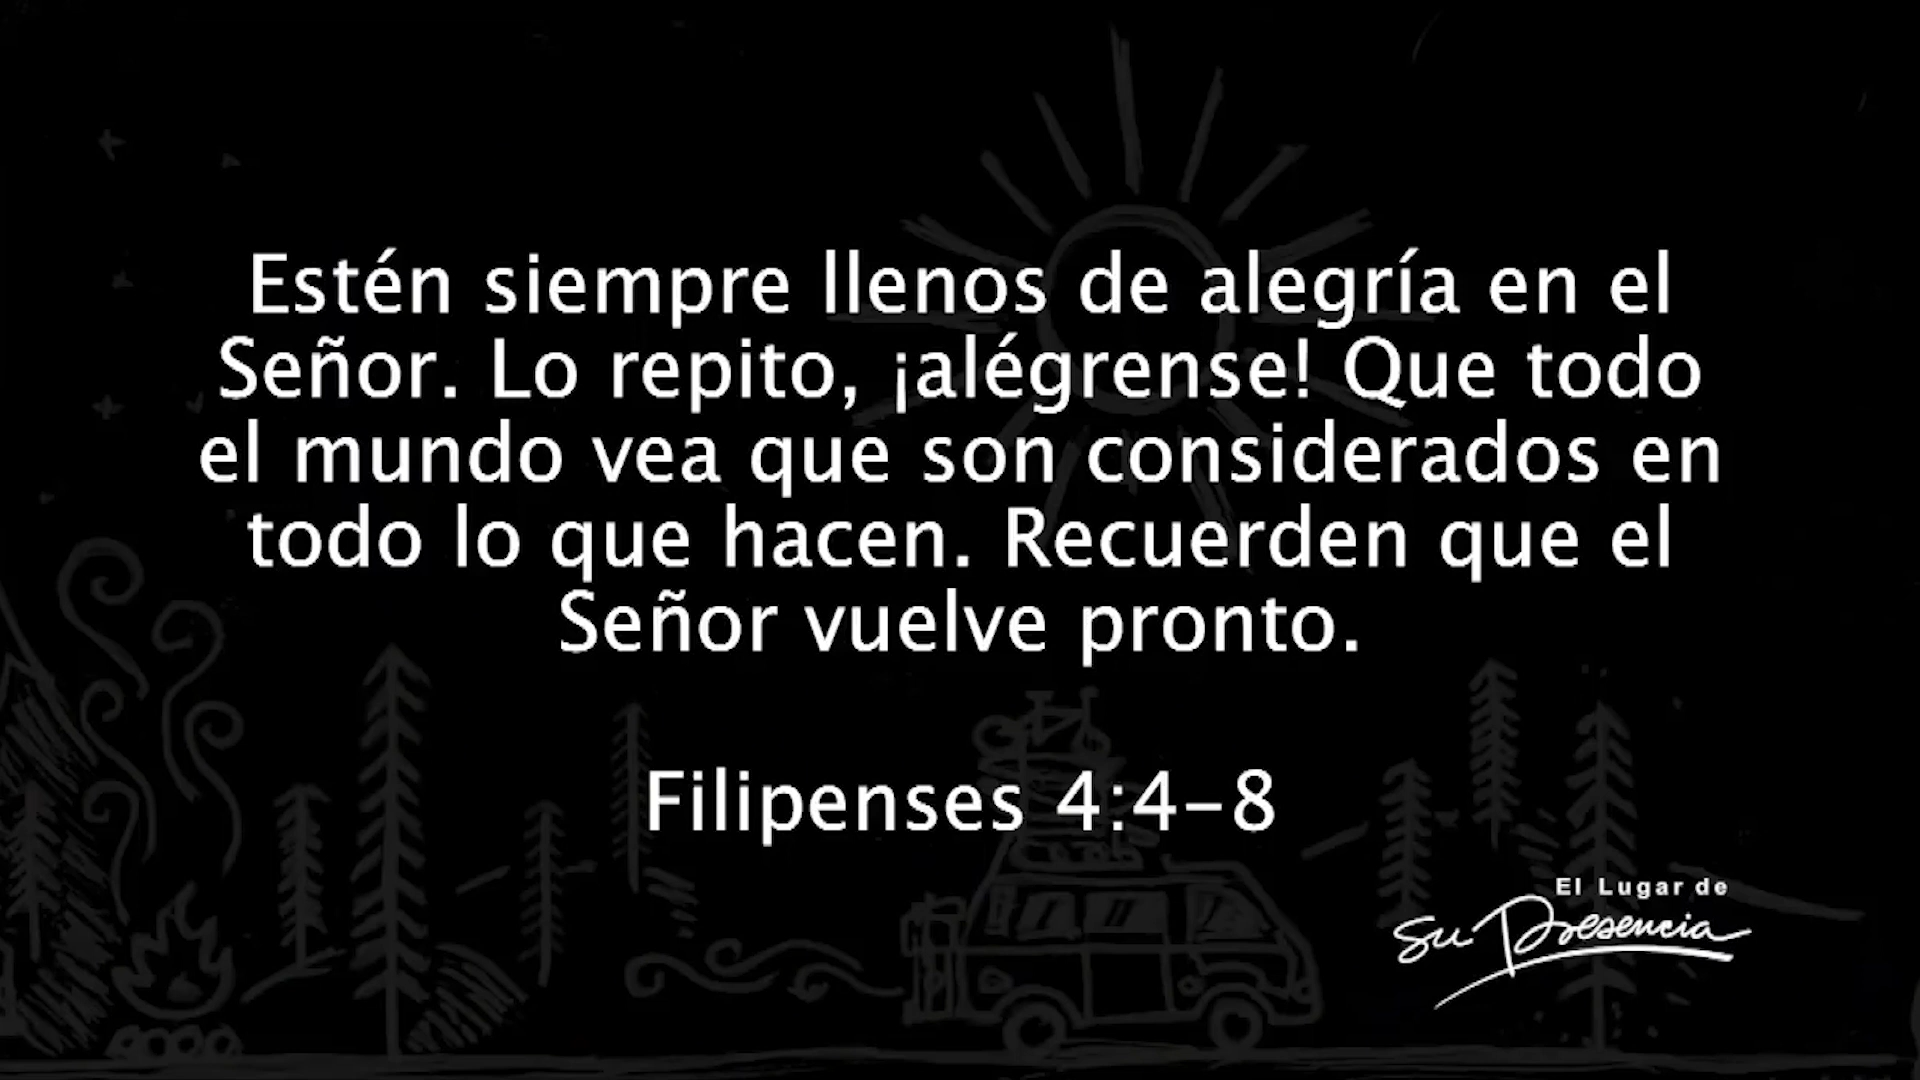 Estén siempre llenos de alegría en el
Señor. Lo repito, ¡alégrense! Que todo
el mundo vea que son considerados en
todo lo que hacen. Recuerden que el
Señor vuelve pronto.
Filipenses 4:4-8
El Lugar de
Su Presencia